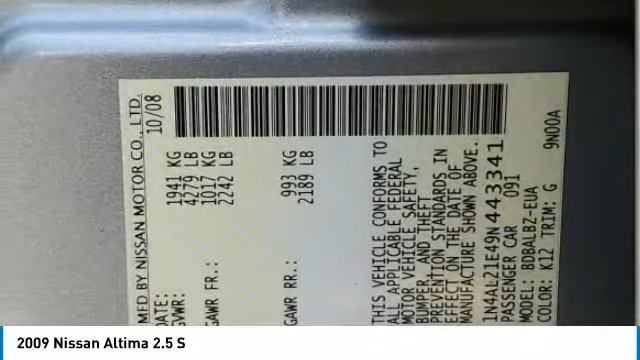 MFD BY NISSAN MOTOR CO., LTD.
DATE: 10/08
GVWR: 1941 KG
4279 LB
GAWR FR.: 1017 KG
2242 LB
GAWR RR.: 993 KG
2189 LB
THIS VEHICLE CONFORMS TO
ALL APPLICABLE FEDERAL
MOTOR VEHICLE SAFETY,
BUMPER, AND THEFT
PREVENTION STANDARDS IN
EFFECT ON THE DATE OF
MANUFACTURE SHOWN ABOVE.
1N4AL21E49N443341
PASSENGER CAR 091
MODEL: BDBALBZ-EUA
COLOR: K12 TRIM: G
9N00A
2009 Nissan Altima 2.5 S